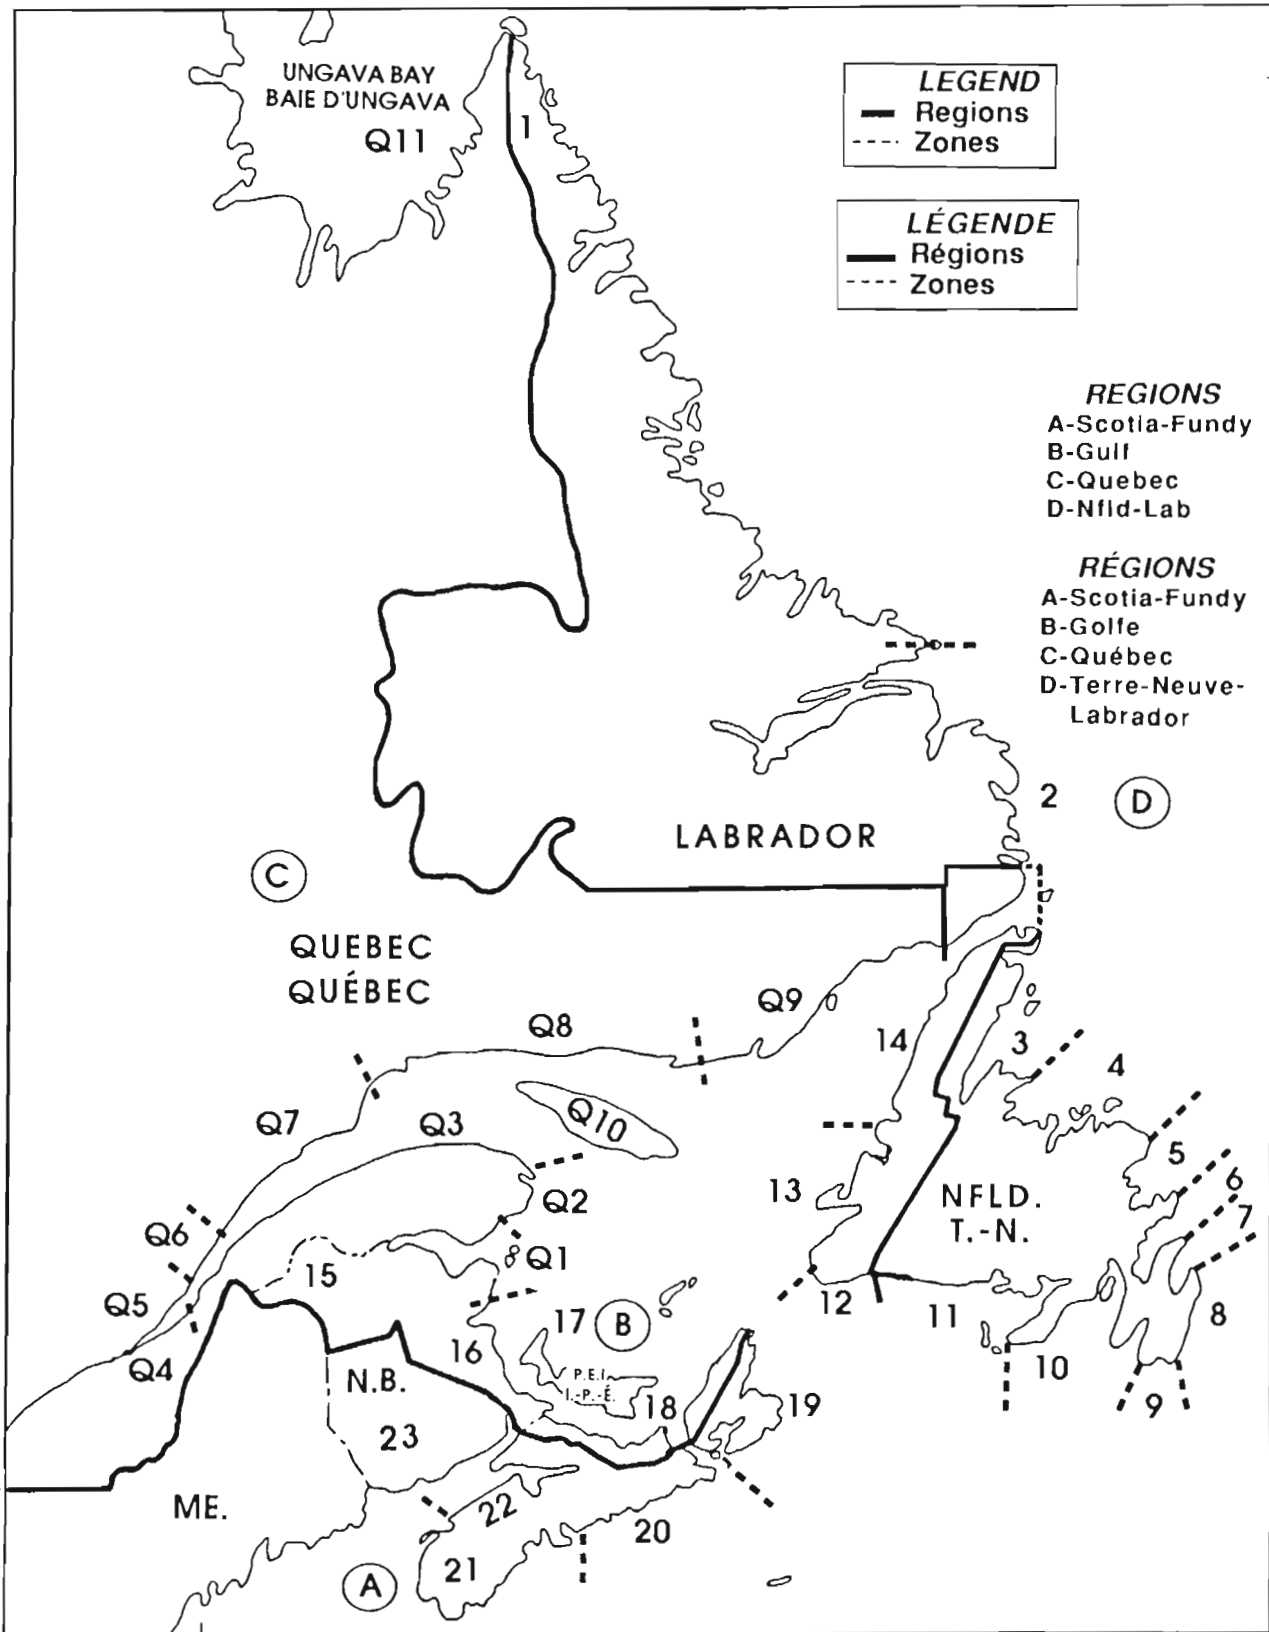 UNGAVA BAY
BAIE D'UNGAVA
Q11
1
LEGEND
Regions
Zones
LÉGENDE
Régions
Zones
REGIONS
A-Scotia-Fundy
B-Gulf
C-Quebec
D-Nfld-Lab
RÉGIONS
A-Scotia-Fundy
B-Golfe
C-Québec
D-Terre-Neuve-
Labrador
2
D
LABRADOR
C
QUEBEC
QUÉBEC
Q9
Q8
14
3
4
Q7
Q3
Q10
5
6
7
13
NFLD.
T.-N.
Q2
Q6
Q1
15
Q5
12
11
8
17
B
16
Q4
N.B.
P.E.I.
I.-P.-É.
10
9
18
19
23
ME.
22
20
21
A